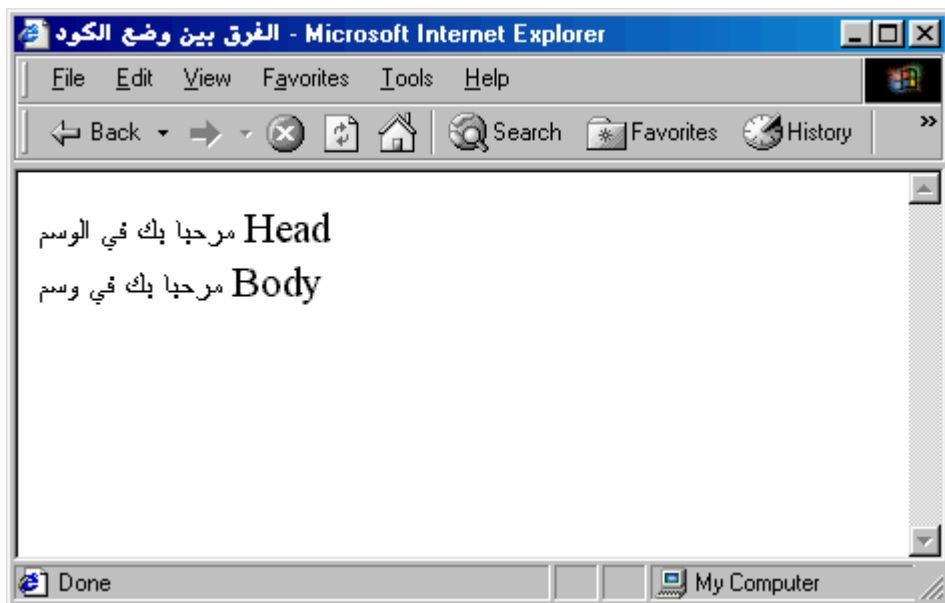 الفرق بين وضع الكود - Microsoft Internet Explorer
File Edit View Favorites Tools Help
Back Search Favorites History »
مرحبا بك في الوسم Head
مرحبا بك في وسم Body
Done My Computer